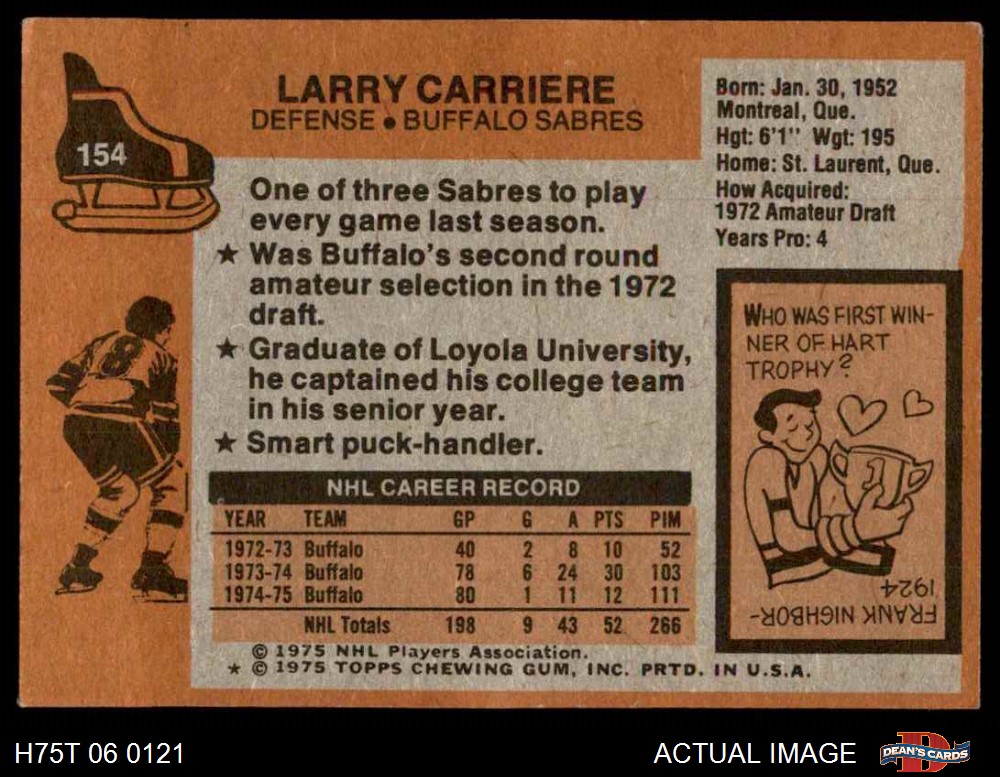 154
LARRY CARRIERE
DEFENSE • BUFFALO SABRES
One of three Sabres to play
every game last season.
★ Was Buffalo's second round
amateur selection in the 1972
draft.
★ Graduate of Loyola University,
he captained his college team
in his senior year.
★ Smart puck-handler.
Born: Jan. 30, 1952
Montreal, Que.
Hgt: 6'1" Wgt: 195
Home: St. Laurent, Que.
How Acquired:
1972 Amateur Draft
Years Pro: 4
8
WHO WAS FIRST WIN-
NER OF HART
TROPHY?
1
FRANK NIGHBOR-
1924
NHL CAREER RECORD
YEAR TEAM GP G A PTS PIM
1972-73 Buffalo 40 2 8 10 52
1973-74 Buffalo 78 6 24 30 103
1974-75 Buffalo 80 1 11 12 111
NHL Totals 198 9 43 52 266
© 1975 NHL Players Association.
★ © 1975 TOPPS CHEWING GUM, INC. PRTD. IN U.S.A.
H75T 06 0121
ACTUAL IMAGE
D
DEAN'S CARDS